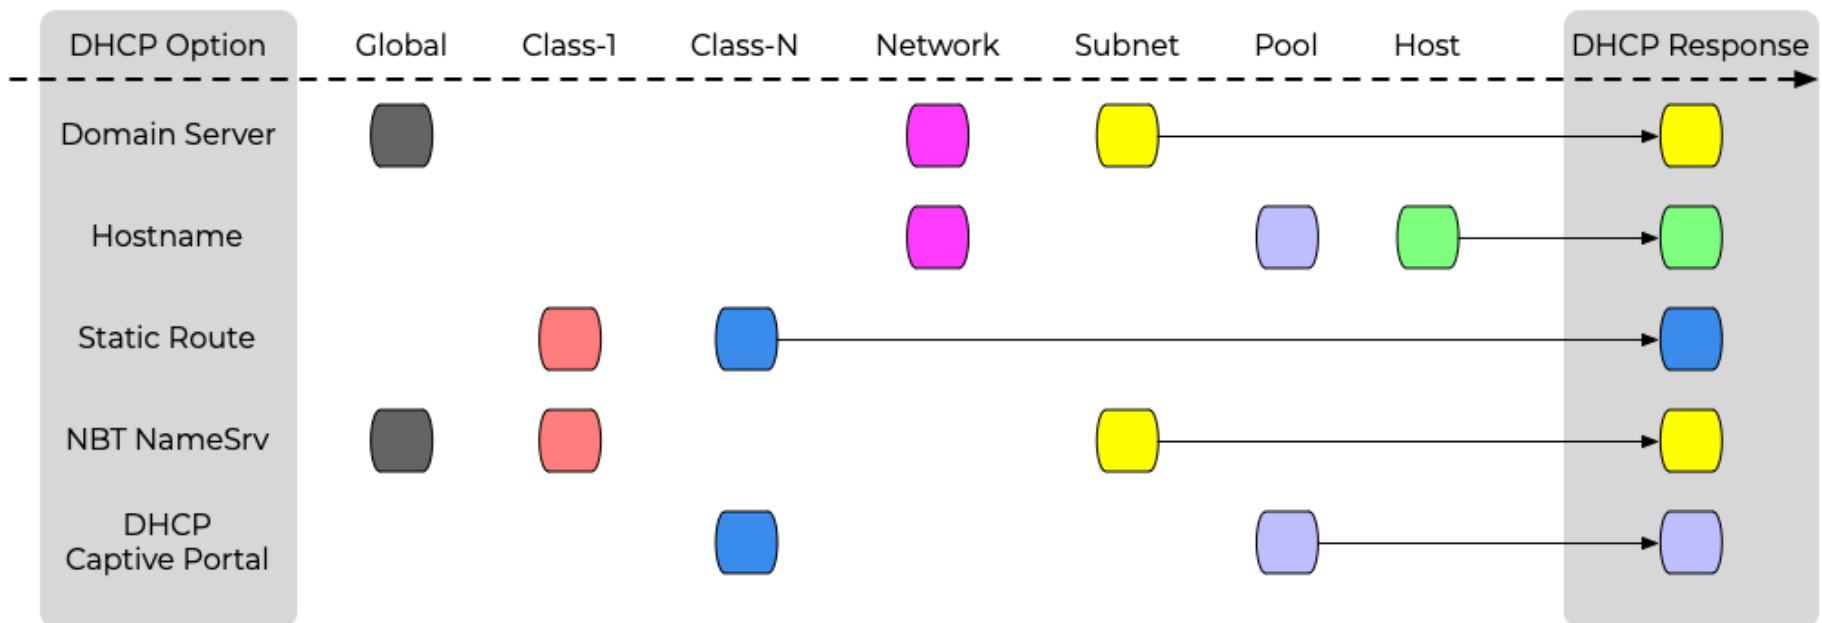 DHCP Option Global Class-1 Class-N Network Subnet Pool Host DHCP Response
Domain Server
Hostname
Static Route
NBT NameSrv
DHCP
Captive Portal